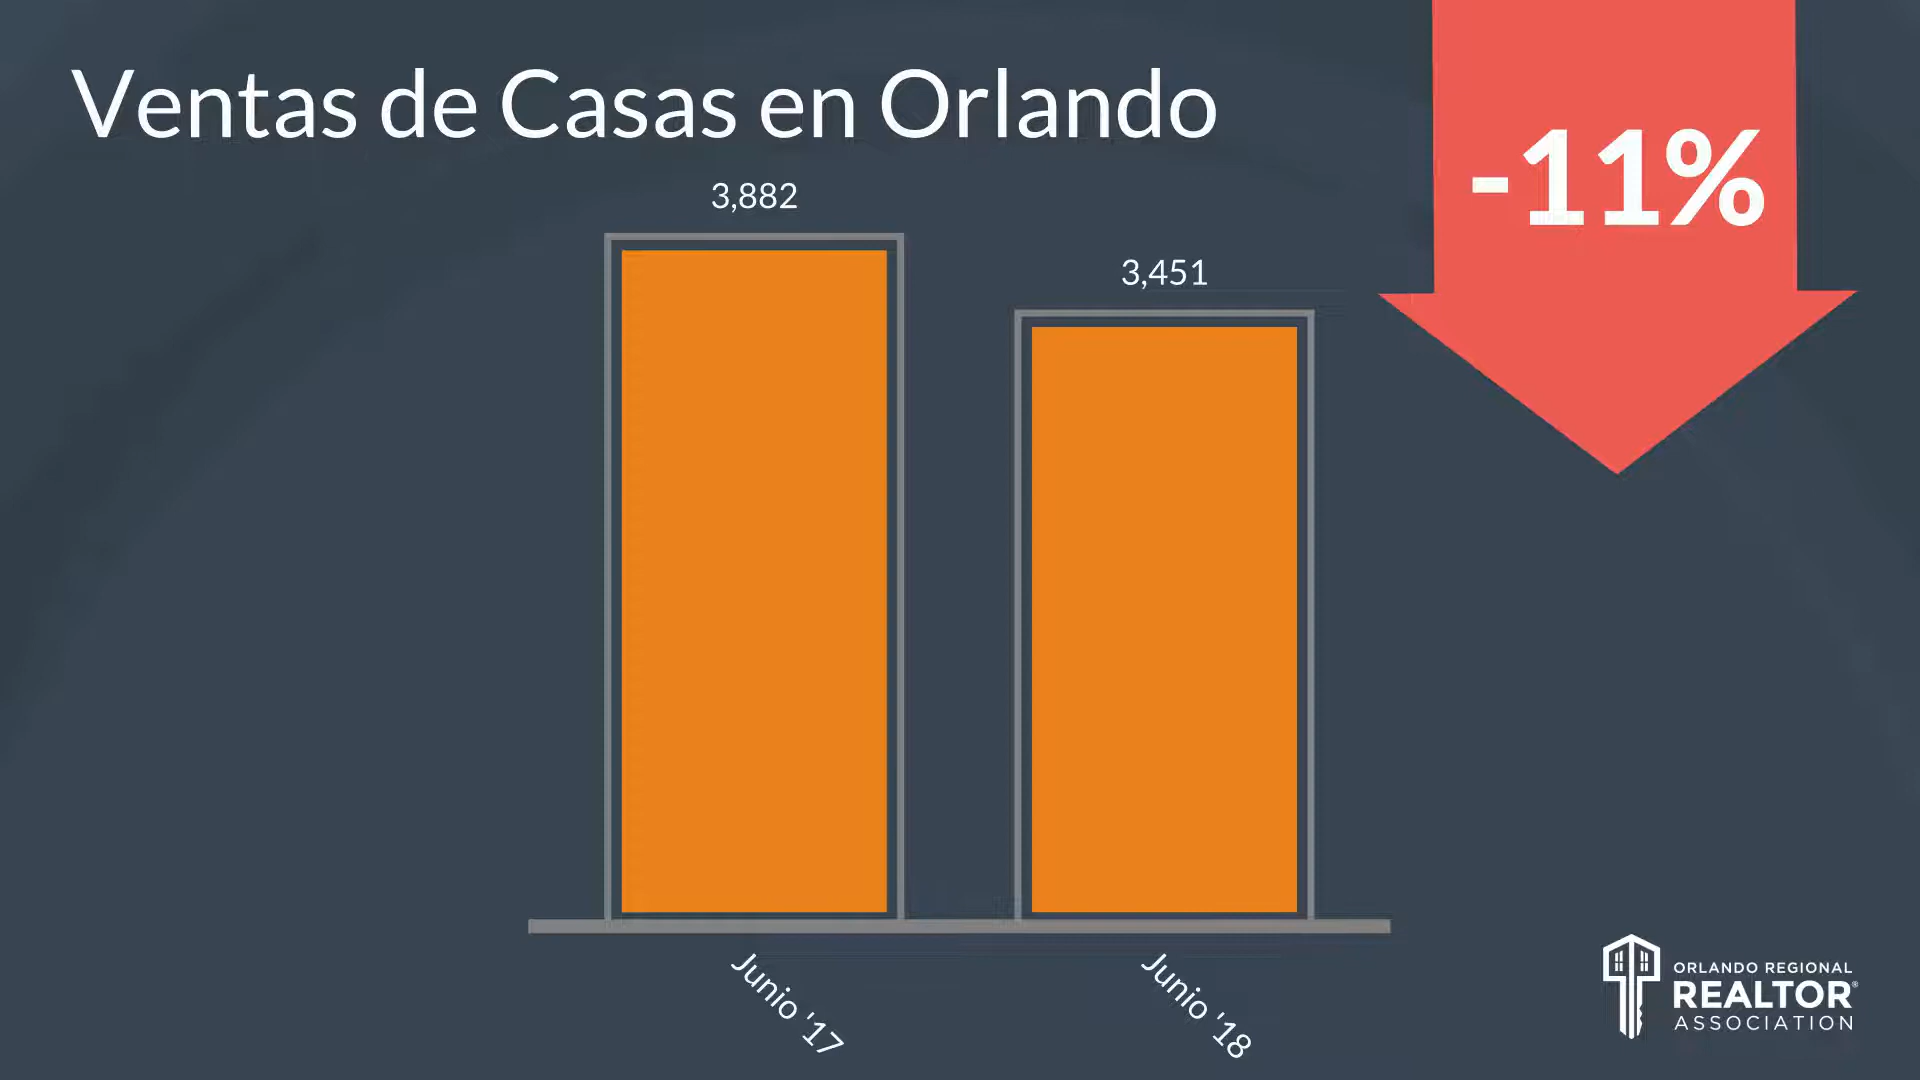 Ventas de Casas en Orlando
-11%
3,882
3,451
Junio '17
Junio '18
ORLANDO REGIONAL
REALTOR®
ASSOCIATION